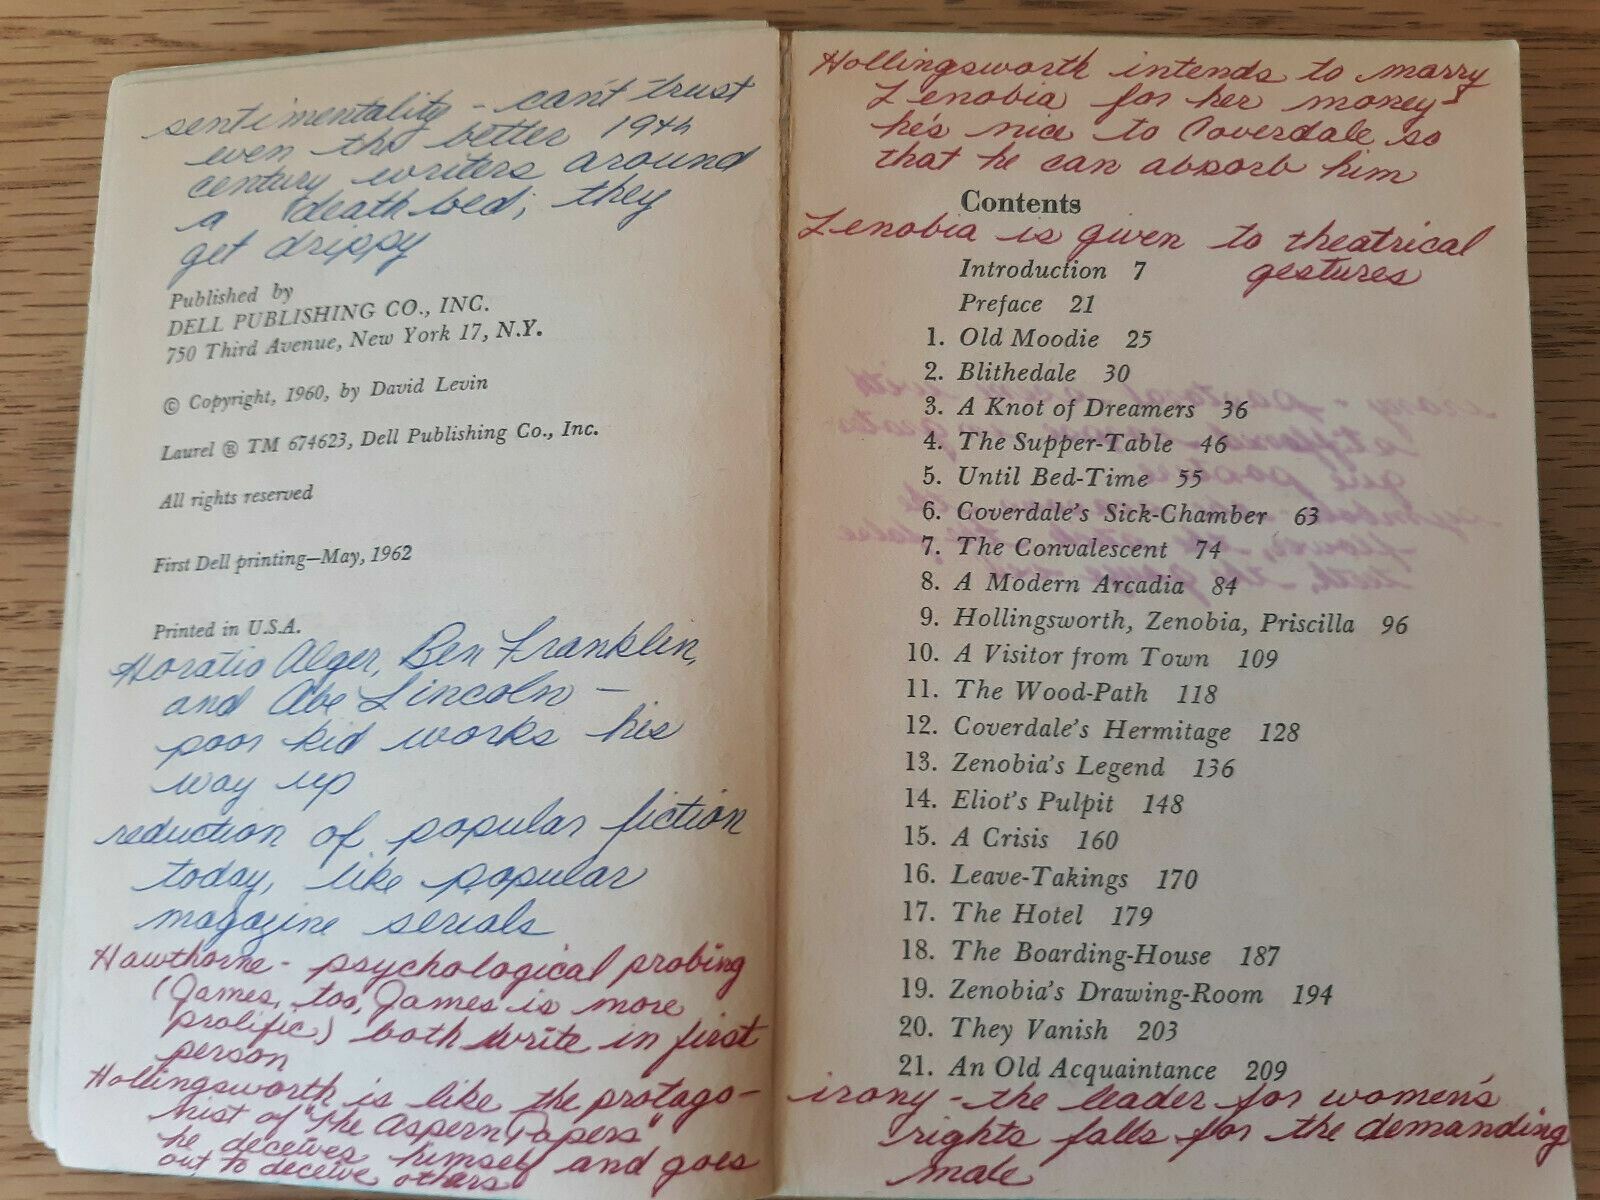 sentimentality - can't trust
even the better 19th
century writers around
a death bed; they
get drippy
Published by
DELL PUBLISHING CO., INC.
750 Third Avenue, New York 17, N.Y.
© Copyright, 1960, by David Levin
Laurel ® TM 674623, Dell Publishing Co., Inc.
All rights reserved
First Dell printing—May, 1962
Printed in U.S.A.
Horatio Alger, Ben Franklin,
and Abe Lincoln -
poor kid works his
way up
reduction of popular fiction
today, like popular
magazine serials
Hawthorne - psychological probing
(James, too, James is more
prolific) both write in first
person
Hollingsworth is like the protago-
nist of "The Aspern Papers"
he deceives himself and goes
out to deceive others
Hollingsworth intends to marry
Zenobia for her money -
he's nice to Coverdale so
that he can absorb him
Contents
Zenobia is given to theatrical
gestures
Introduction 7
Preface 21
1. Old Moodie 25
2. Blithedale 30
3. A Knot of Dreamers 36
4. The Supper-Table 46
5. Until Bed-Time 55
6. Coverdale's Sick-Chamber 63
7. The Convalescent 74
8. A Modern Arcadia 84
9. Hollingsworth, Zenobia, Priscilla 96
10. A Visitor from Town 109
11. The Wood-Path 118
12. Coverdale's Hermitage 128
13. Zenobia's Legend 136
14. Eliot's Pulpit 148
15. A Crisis 160
16. Leave-Takings 170
17. The Hotel 179
18. The Boarding-House 187
19. Zenobia's Drawing-Room 194
20. They Vanish 203
21. An Old Acquaintance 209
irony - the leader for women's
rights falls for the demanding
male